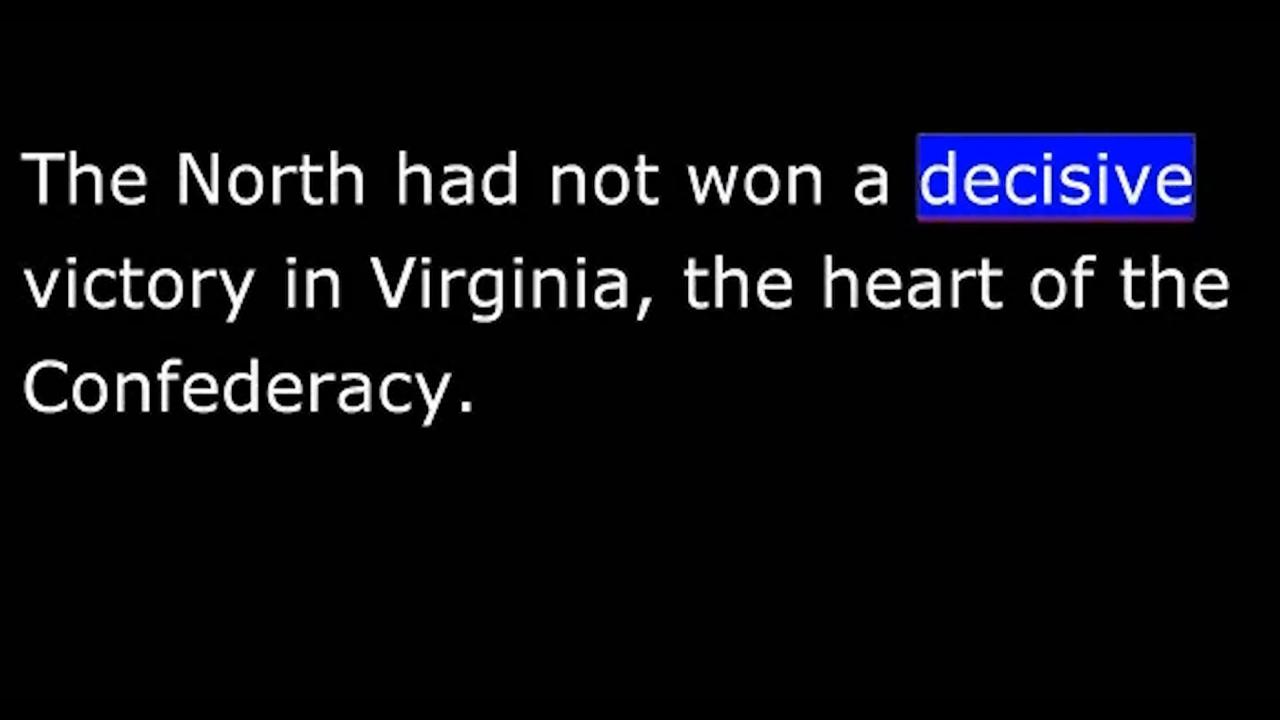 The North had not won a decisive
victory in Virginia, the heart of the
Confederacy.